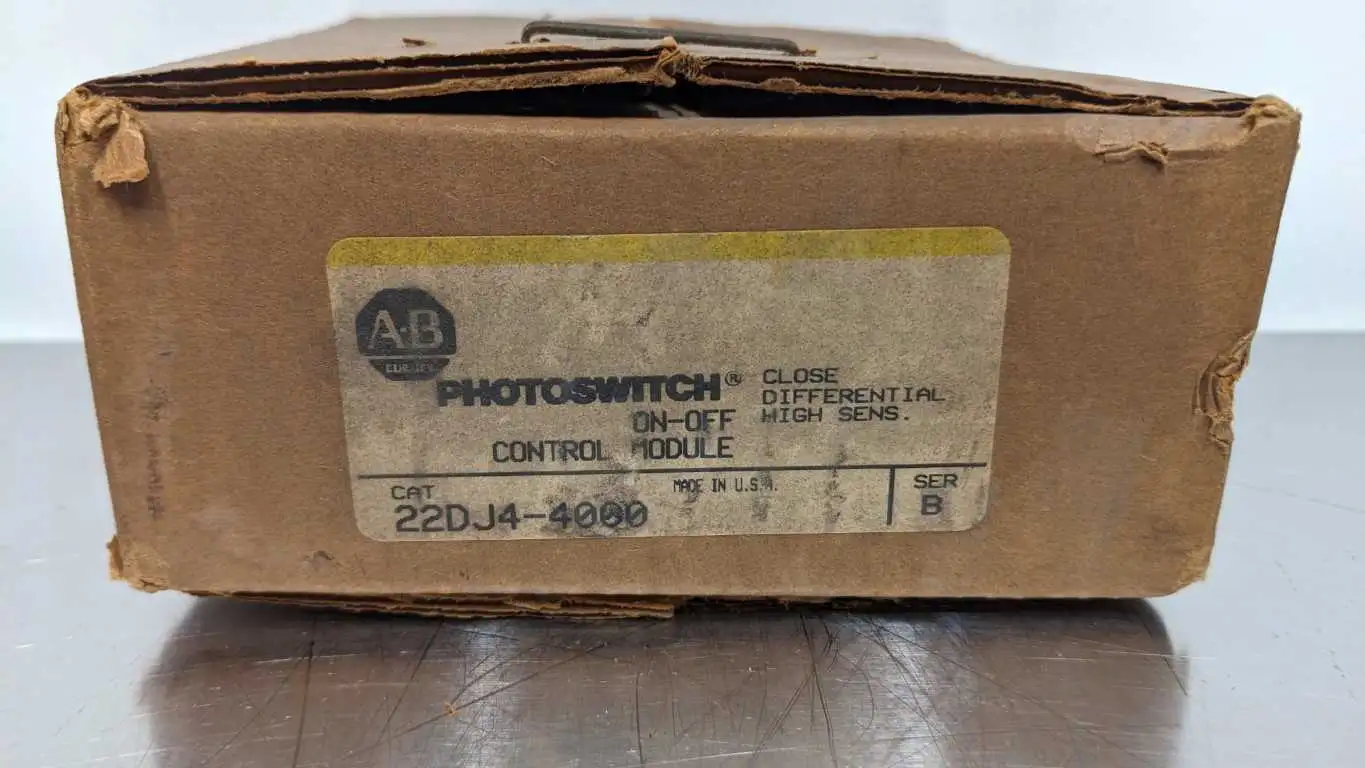 A·B
PHOTOSWITCH® CLOSE
DIFFERENTIAL
ON-OFF HIGH SENS.
CONTROL MODULE
MADE IN U.S.A.
CAT
22DJ4-4000
SER
B